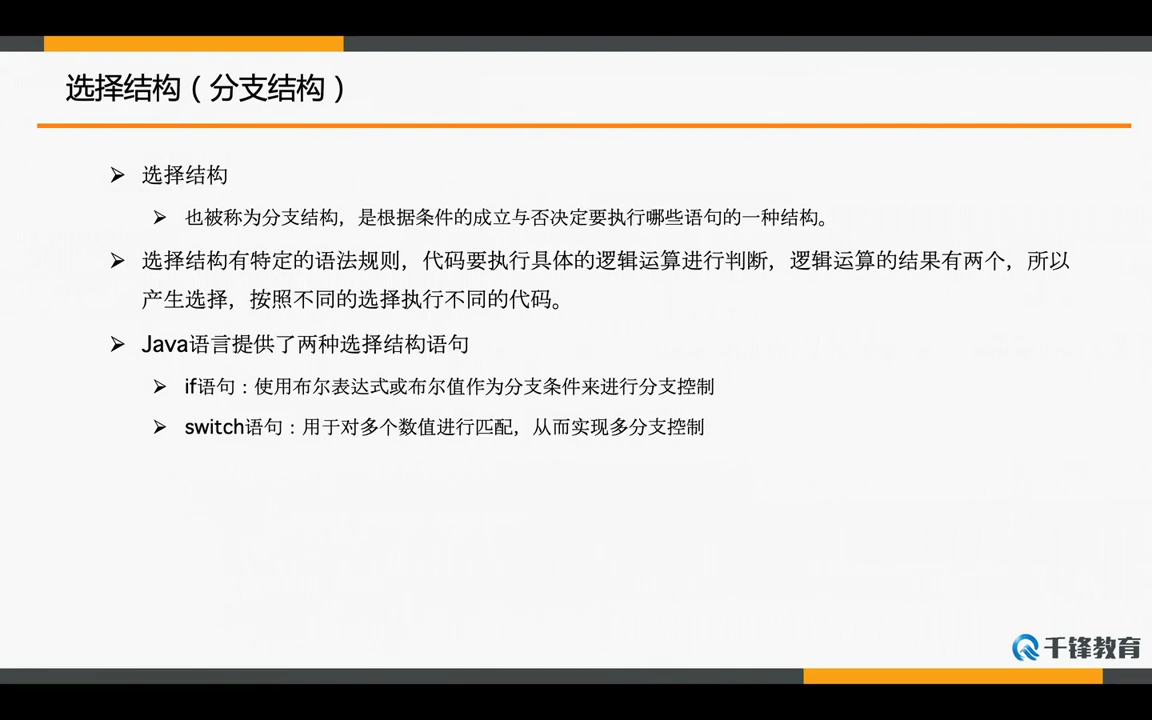 选择结构（分支结构）
选择结构
也被称为分支结构，是根据条件的成立与否决定要执行哪些语句的一种结构。
选择结构有特定的语法规则，代码要执行具体的逻辑运算进行判断，逻辑运算的结果有两个，所以
产生选择，按照不同的选择执行不同的代码。
Java语言提供了两种选择结构语句
if语句：使用布尔表达式或布尔值作为分支条件来进行分支控制
switch语句：用于对多个数值进行匹配，从而实现多分支控制
千锋教育